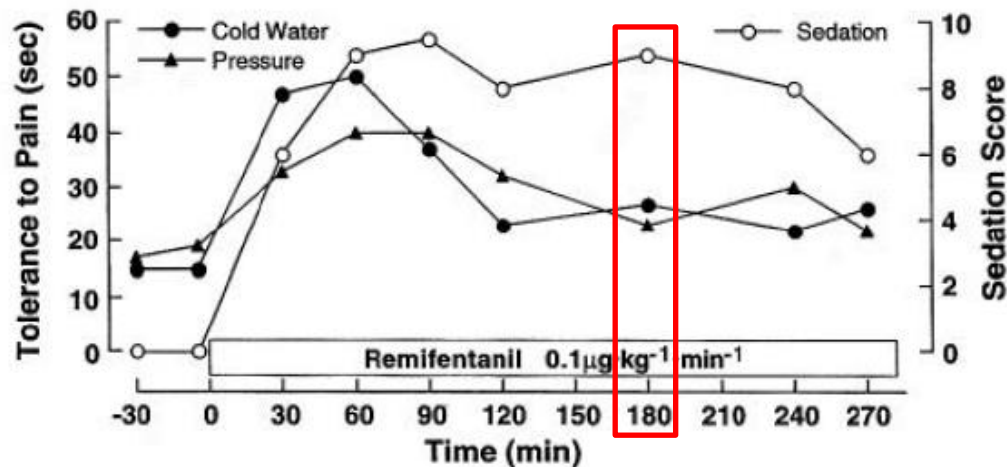 60
50
40
30
20
10
0
Tolerance to Pain (sec)
Cold Water
Pressure
Sedation
10
8
6
4
2
0
Sedation Score
Remifentanil 0.1µg·kg-1 min-1
-30 0 30 60 90 120 150 180 210 240 270
Time (min)